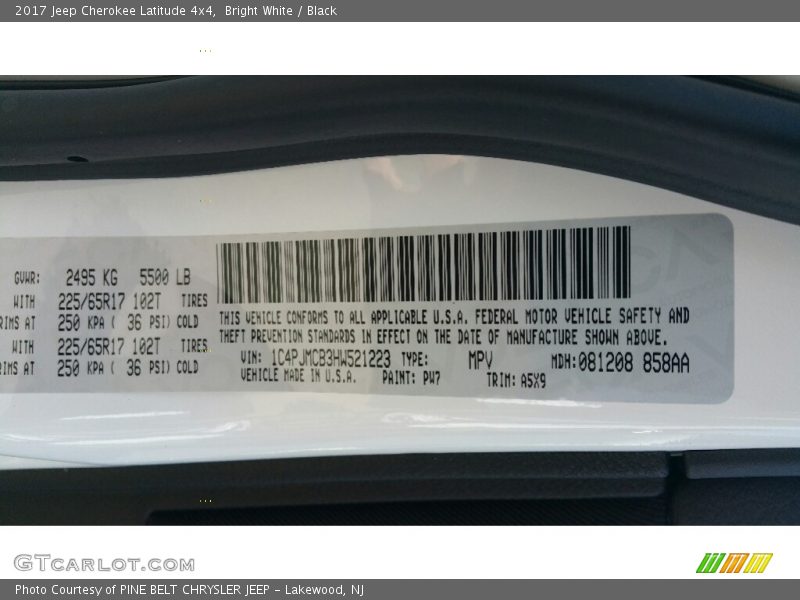 2017 Jeep Cherokee Latitude 4x4,  Bright White / Black
GVWR: 2495 KG 5500 LB
WITH 225/65R17 102T TIRES
RIMS AT 250 KPA ( 36 PSI) COLD
WITH 225/65R17 102T TIRES
RIMS AT 250 KPA ( 36 PSI) COLD
THIS VEHICLE CONFORMS TO ALL APPLICABLE U.S.A. FEDERAL MOTOR VEHICLE SAFETY AND
THEFT PREVENTION STANDARDS IN EFFECT ON THE DATE OF MANUFACTURE SHOWN ABOVE.
VIN: 1C4PJMCB3HW521223 TYPE: MPV MDH:081208 858AA
VEHICLE MADE IN U.S.A. PAINT: PW7 TRIM: A5X9
GTCARLOT.COM
Photo Courtesy of PINE BELT CHRYSLER JEEP - Lakewood, NJ